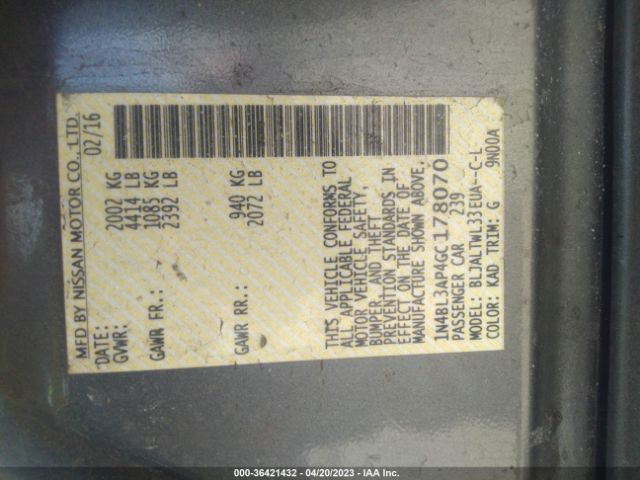 MFD BY NISSAN MOTOR CO., LTD.
DATE: 02/16
GVWR: 2002 KG
4414 LB
GAWR FR.: 1085 KG
2392 LB
GAWR RR.: 940 KG
2072 LB
THIS VEHICLE CONFORMS TO
ALL APPLICABLE FEDERAL
MOTOR VEHICLE SAFETY,
BUMPER, AND THEFT
PREVENTION STANDARDS IN
EFFECT ON THE DATE OF
MANUFACTURE SHOWN ABOVE.
1N4BL3AP4GC178070
PASSENGER CAR 239
MODEL: BLJALTWL33EUA--C-L
COLOR: KAD TRIM: G 9N00A
000-36421432 - 04/20/2023 - IAA Inc.